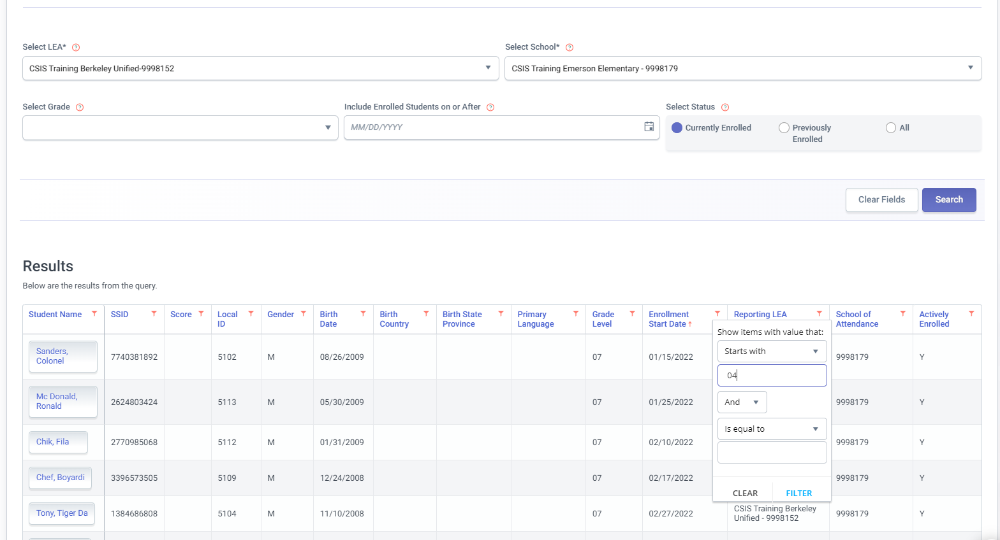 Select LEA*
Select School*
CSIS Training Berkeley Unified-9998152
CSIS Training Emerson Elementary - 9998179
Select Grade
Include Enrolled Students on or After
Select Status
MM/DD/YYYY
Currently Enrolled
Previously
Enrolled
All
Clear Fields
Search
Results
Below are the results from the query.
Student Name
SSID
Score
Local
ID
Gender
Birth
Date
Birth
Country
Birth State
Province
Primary
Language
Grade
Level
Enrollment
Start Date ↑
Reporting LEA
School of
Attendance
Actively
Enrolled
Show items with value that:
Starts with
04
And
Is equal to
CLEAR
FILTER
Sanders,
Colonel
7740381892 5102 M 08/26/2009 07 01/15/2022 9998179 Y
Mc Donald,
Ronald
2624803424 5113 M 05/30/2009 07 01/25/2022 9998179 Y
Chik, Fila 2770985068 5112 M 01/31/2009 07 02/10/2022 9998179 Y
Chef, Boyardi 3396573505 5109 M 12/24/2008 07 02/17/2022 9998179 Y
Tony, Tiger Da 1384686808 5104 M 11/10/2008 07 02/27/2022
CSIS Training Berkeley
Unified - 9998152
9998179 Y